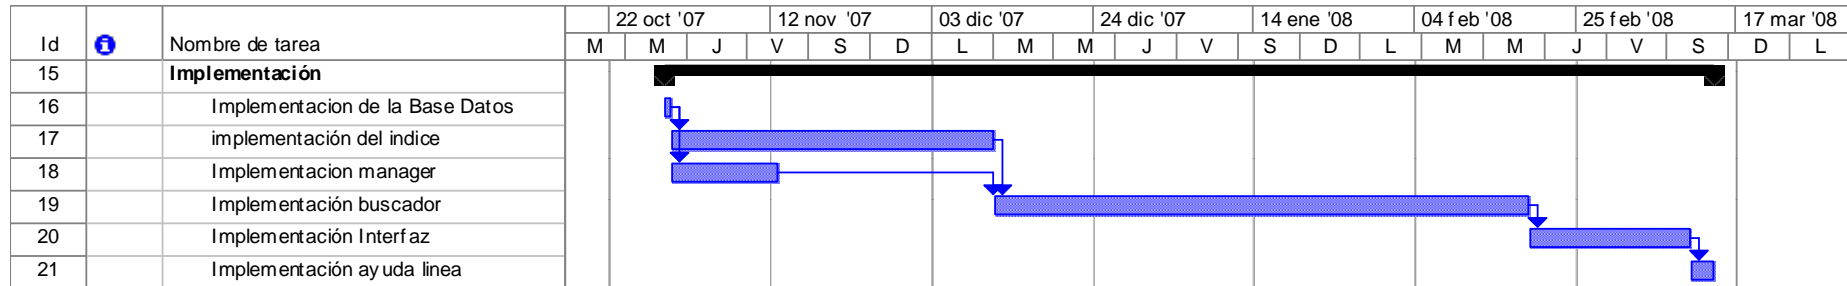 22 oct '07 12 nov '07 03 dic '07 24 dic '07 14 ene '08 04 feb '08 25 feb '08 17 mar '08
Id Nombre de tarea M M J V S D L M M J V S D L M M J V S D L
15 Implementación
16 Implementacion de la Base Datos
17 implementación del indice
18 Implementacion manager
19 Implementación buscador
20 Implementación Interfaz
21 Implementación ayuda linea